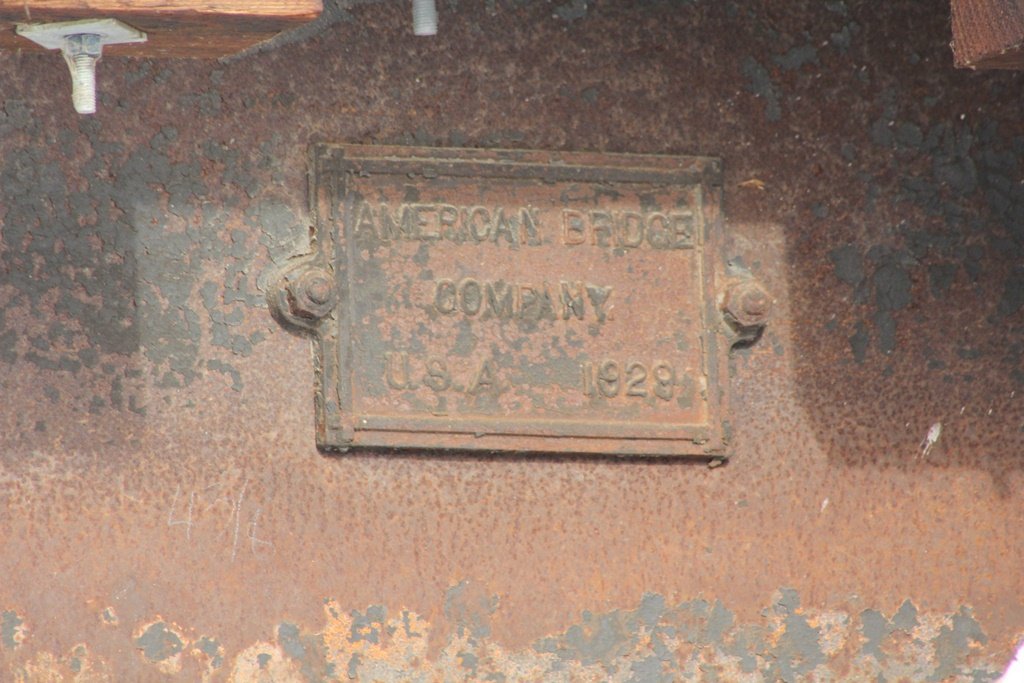 AMERICAN BRIDGE
COMPANY
U.S.A 1929